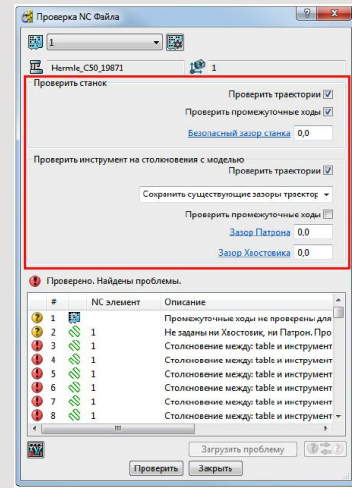 Проверка NC Файла
1
Hermle_C50_19871 1
Проверить станок
Проверить траектории
Проверить промежуточные ходы
Безопасный зазор станка 0,0
Проверить инструмент на столкновения с моделью
Проверить траектории
Сохранить существующие зазоры траектор
Проверить промежуточные ходы
Зазор Патрона 0,0
Зазор Хвостовика 0,0
Проверено. Найдены проблемы.
# NC элемент Описание
1 Промежуточные ходы не проверены для
2 1 Не заданы ни Хвостовик, ни Патрон. Про
3 1 Столкновение между: table и инструмент
4 1 Столкновение между: table и инструмент
5 1 Столкновение между: table и инструмент
6 1 Столкновение между: table и инструмент
7 1 Столкновение между: table и инструмент
8 1 Столкновение между: table и инструмент
Загрузить проблему
Проверить Закрыть